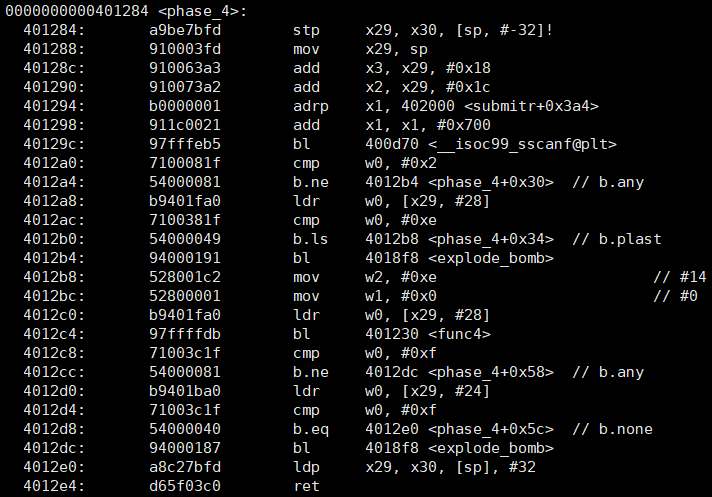 0000000000401284 <phase_4>:
401284: a9be7bfd stp x29, x30, [sp, #-32]!
401288: 910003fd mov x29, sp
40128c: 910063a3 add x3, x29, #0x18
401290: 910073a2 add x2, x29, #0x1c
401294: b0000001 adrp x1, 402000 <submitr+0x3a4>
401298: 911c0021 add x1, x1, #0x700
40129c: 97fffeb5 bl 400d70 <__isoc99_sscanf@plt>
4012a0: 7100081f cmp w0, #0x2
4012a4: 54000081 b.ne 4012b4 <phase_4+0x30> // b.any
4012a8: b9401fa0 ldr w0, [x29, #28]
4012ac: 7100381f cmp w0, #0xe
4012b0: 54000049 b.ls 4012b8 <phase_4+0x34> // b.plast
4012b4: 94000191 bl 4018f8 <explode_bomb>
4012b8: 528001c2 mov w2, #0xe // #14
4012bc: 52800001 mov w1, #0x0 // #0
4012c0: b9401fa0 ldr w0, [x29, #28]
4012c4: 97ffffdb bl 401230 <func4>
4012c8: 71003c1f cmp w0, #0xf
4012cc: 54000081 b.ne 4012dc <phase_4+0x58> // b.any
4012d0: b9401ba0 ldr w0, [x29, #24]
4012d4: 71003c1f cmp w0, #0xf
4012d8: 54000040 b.eq 4012e0 <phase_4+0x5c> // b.none
4012dc: 94000187 bl 4018f8 <explode_bomb>
4012e0: a8c27bfd ldp x29, x30, [sp], #32
4012e4: d65f03c0 ret